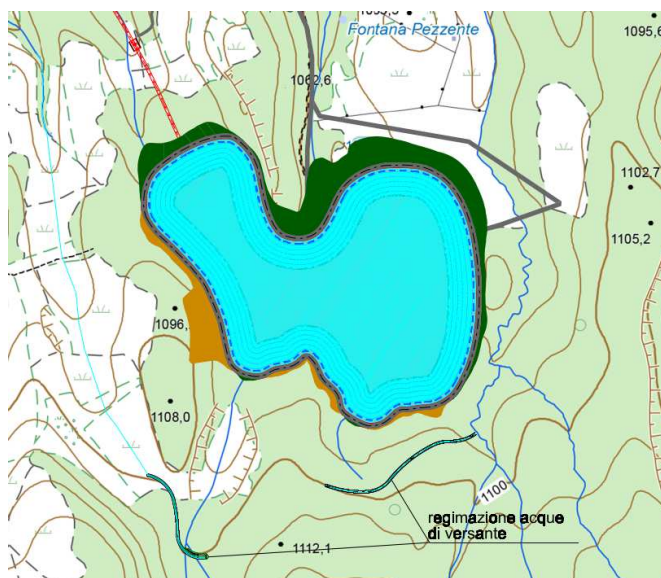 Fontana Pezzente
1095,6
1062,6
1102,7
1105,2
1096,
1108,0
1100
regimazione acque
di versante
1112,1